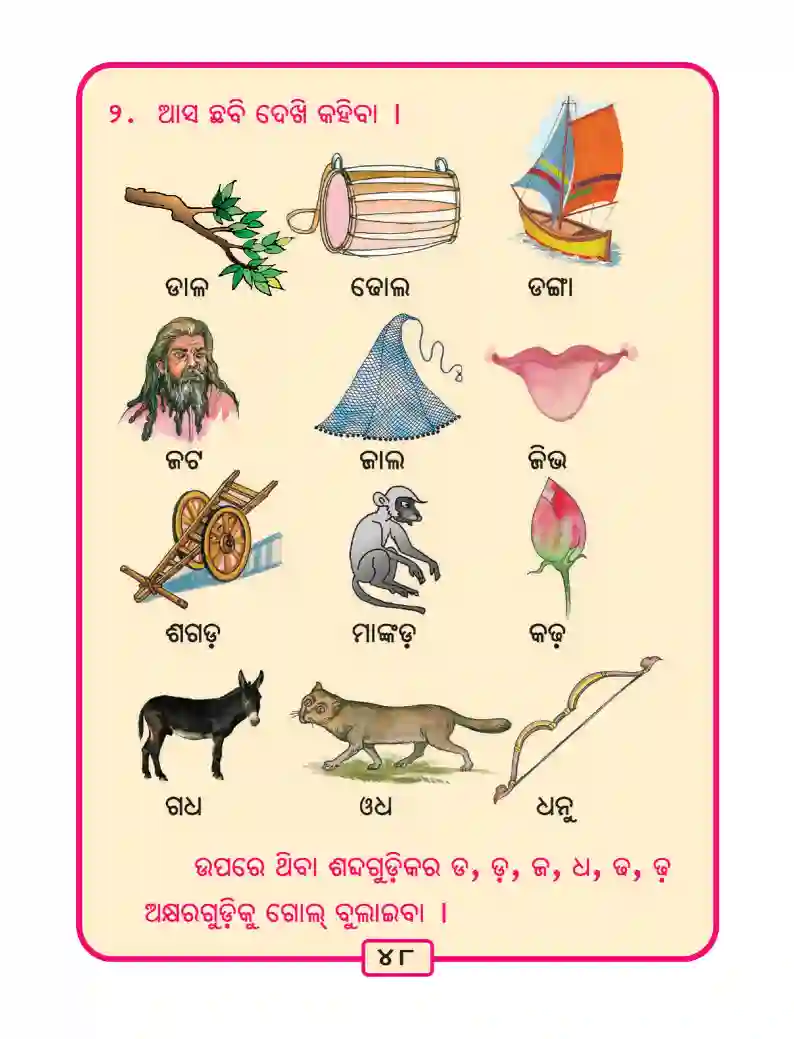 ୨. ଆସ ଛବି ଦେଖି କହିବା ।
ଡାଳ ଢୋଲ ଡଙ୍ଗା
ଜଟ ଜାଲ ଜିଭ
ଶଗଡ଼ ମାଙ୍କଡ଼ କଢ଼
ଗଧ ଓଧ ଧନୁ
ଉପରେ ଥିବା ଶବ୍ଦଗୁଡ଼ିକର ଡ, ଡ଼, ଜ, ଧ, ଢ, ଢ଼
ଅକ୍ଷରଗୁଡ଼ିକୁ ଗୋଲ୍ ବୁଲାଇବା ।
୪୮